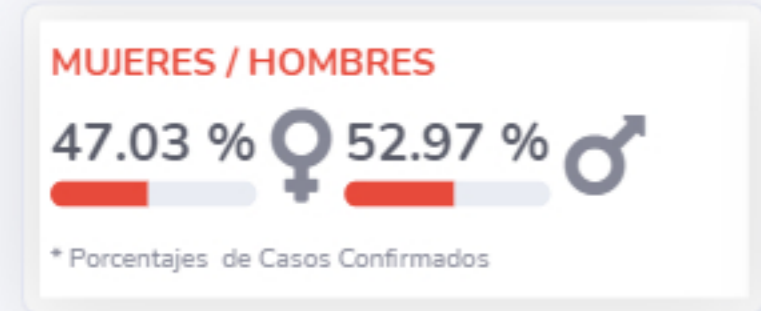 MUJERES / HOMBRES
47.03 % 52.97 %
* Porcentajes de Casos Confirmados